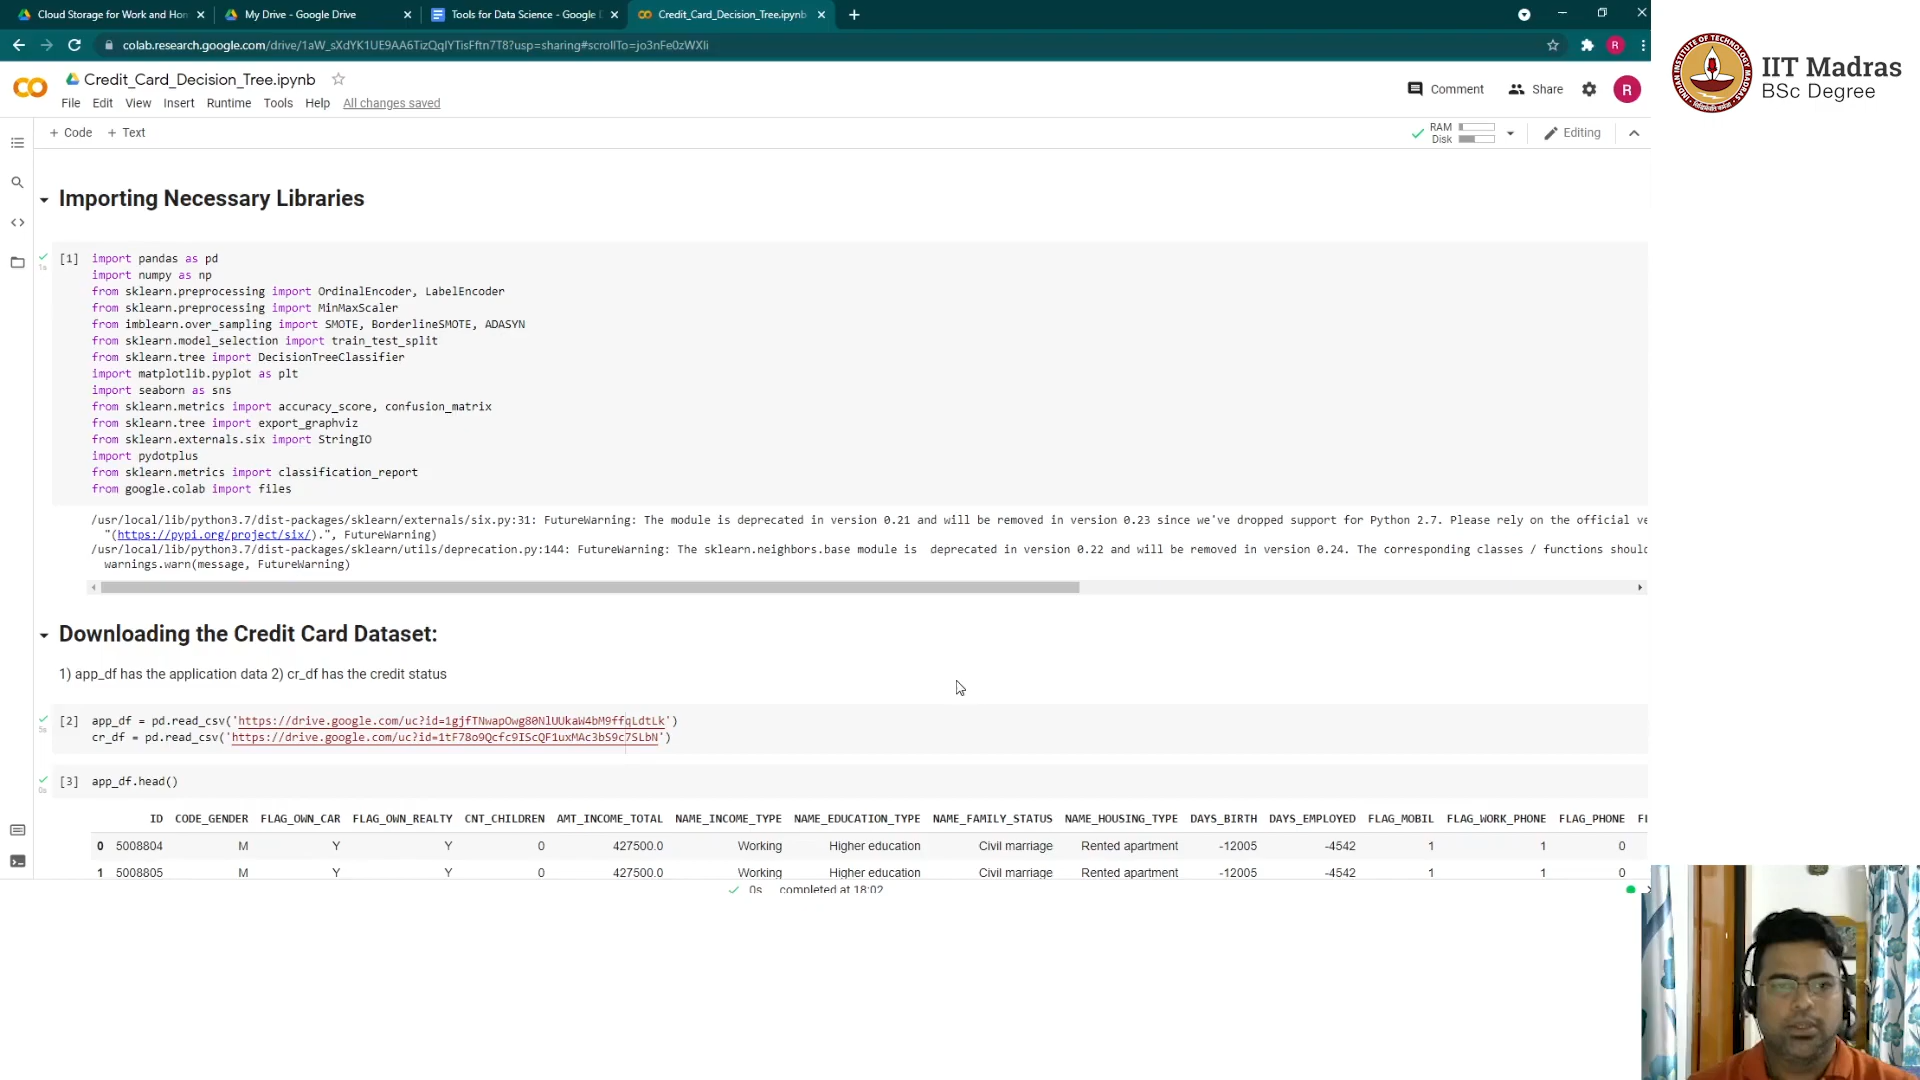 Cloud Storage for Work and Hon
My Drive - Google Drive
Tools for Data Science - Google D
Credit_Card_Decision_Tree.ipynb
colab.research.google.com/drive/1aW_sXdYK1UE9AA6TizQqlYTisFftn7T8?usp=sharing#scrollTo=jo3nFe0zWXli
R
IIT Madras
BSc Degree
Credit_Card_Decision_Tree.ipynb
File Edit View Insert Runtime Tools Help All changes saved
Comment Share R
+ Code + Text
RAM
Disk
Editing
Importing Necessary Libraries
[1] import pandas as pd
import numpy as np
from sklearn.preprocessing import OrdinalEncoder, LabelEncoder
from sklearn.preprocessing import MinMaxScaler
from imblearn.over_sampling import SMOTE, BorderlineSMOTE, ADASYN
from sklearn.model_selection import train_test_split
from sklearn.tree import DecisionTreeClassifier
import matplotlib.pyplot as plt
import seaborn as sns
from sklearn.metrics import accuracy_score, confusion_matrix
from sklearn.tree import export_graphviz
from sklearn.externals.six import StringIO
import pydotplus
from sklearn.metrics import classification_report
from google.colab import files
/usr/local/lib/python3.7/dist-packages/sklearn/externals/six.py:31: FutureWarning: The module is deprecated in version 0.21 and will be removed in version 0.23 since we've dropped support for Python 2.7. Please rely on the official ve
"(https://pypi.org/project/six/).", FutureWarning)
/usr/local/lib/python3.7/dist-packages/sklearn/utils/deprecation.py:144: FutureWarning: The sklearn.neighbors.base module is deprecated in version 0.22 and will be removed in version 0.24. The corresponding classes / functions should
warnings.warn(message, FutureWarning)
Downloading the Credit Card Dataset:
1) app_df has the application data 2) cr_df has the credit status
[2] app_df = pd.read_csv('https://drive.google.com/uc?id=1gjfTNwapOwg80NlUUkaW4bM9ffqLdtLk')
cr_df = pd.read_csv('https://drive.google.com/uc?id=1tF78o9Qcfc9IScQF1uxMAc3bS9c7SLbN')
[3] app_df.head()
ID CODE_GENDER FLAG_OWN_CAR FLAG_OWN_REALTY CNT_CHILDREN AMT_INCOME_TOTAL NAME_INCOME_TYPE NAME_EDUCATION_TYPE NAME_FAMILY_STATUS NAME_HOUSING_TYPE DAYS_BIRTH DAYS_EMPLOYED FLAG_MOBIL FLAG_WORK_PHONE FLAG_PHONE Fl
0 5008804 M Y Y 0 427500.0 Working Higher education Civil marriage Rented apartment -12005 -4542 1 1 0
1 5008805 M Y Y 0 427500.0 Working Higher education Civil marriage Rented apartment -12005 -4542 1 1 0
0s completed at 18:02